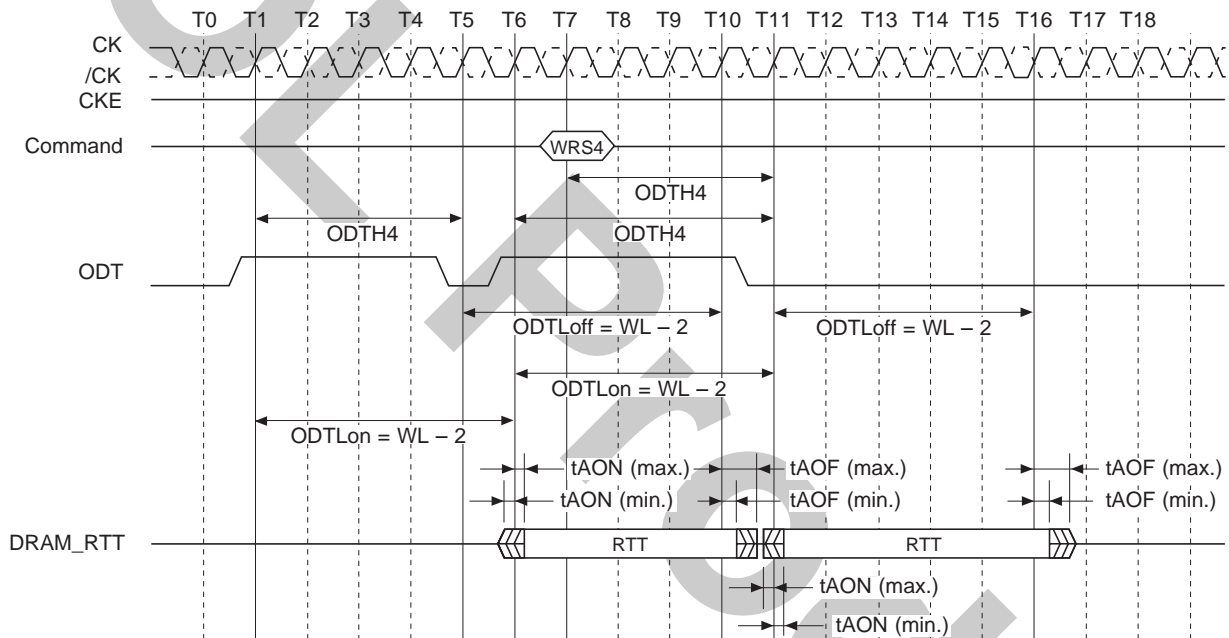 T0 T1 T2 T3 T4 T5 T6 T7 T8 T9 T10 T11 T12 T13 T14 T15 T16 T17 T18
CK
/CK
CKE
Command
WRS4
ODTH4
ODTH4 ODTH4
ODT
ODTLoff = WL – 2 ODTLoff = WL – 2
ODTLon = WL – 2
ODTLon = WL – 2
tAON (max.) tAOF (max.) tAOF (max.)
tAON (min.) tAOF (min.) tAOF (min.)
DRAM_RTT RTT RTT
tAON (max.)
tAON (min.)